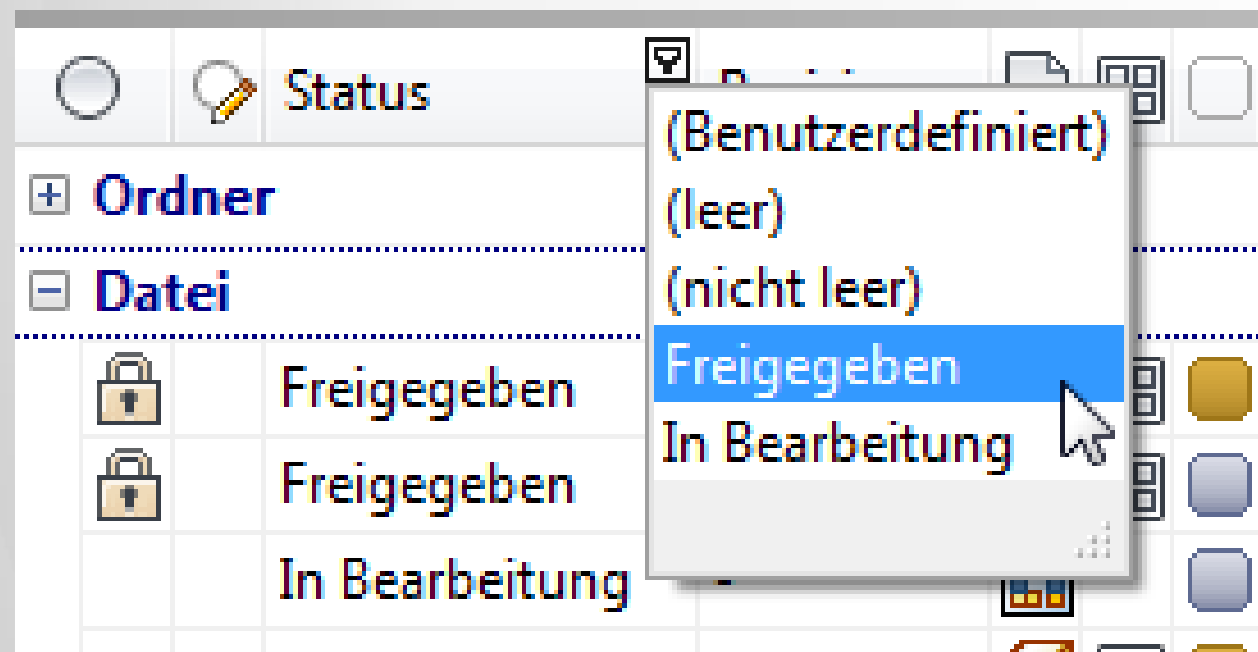 Status
(Benutzerdefiniert)
(leer)
(nicht leer)
Freigegeben
In Bearbeitung
Ordner
Datei
Freigegeben
Freigegeben
In Bearbeitung